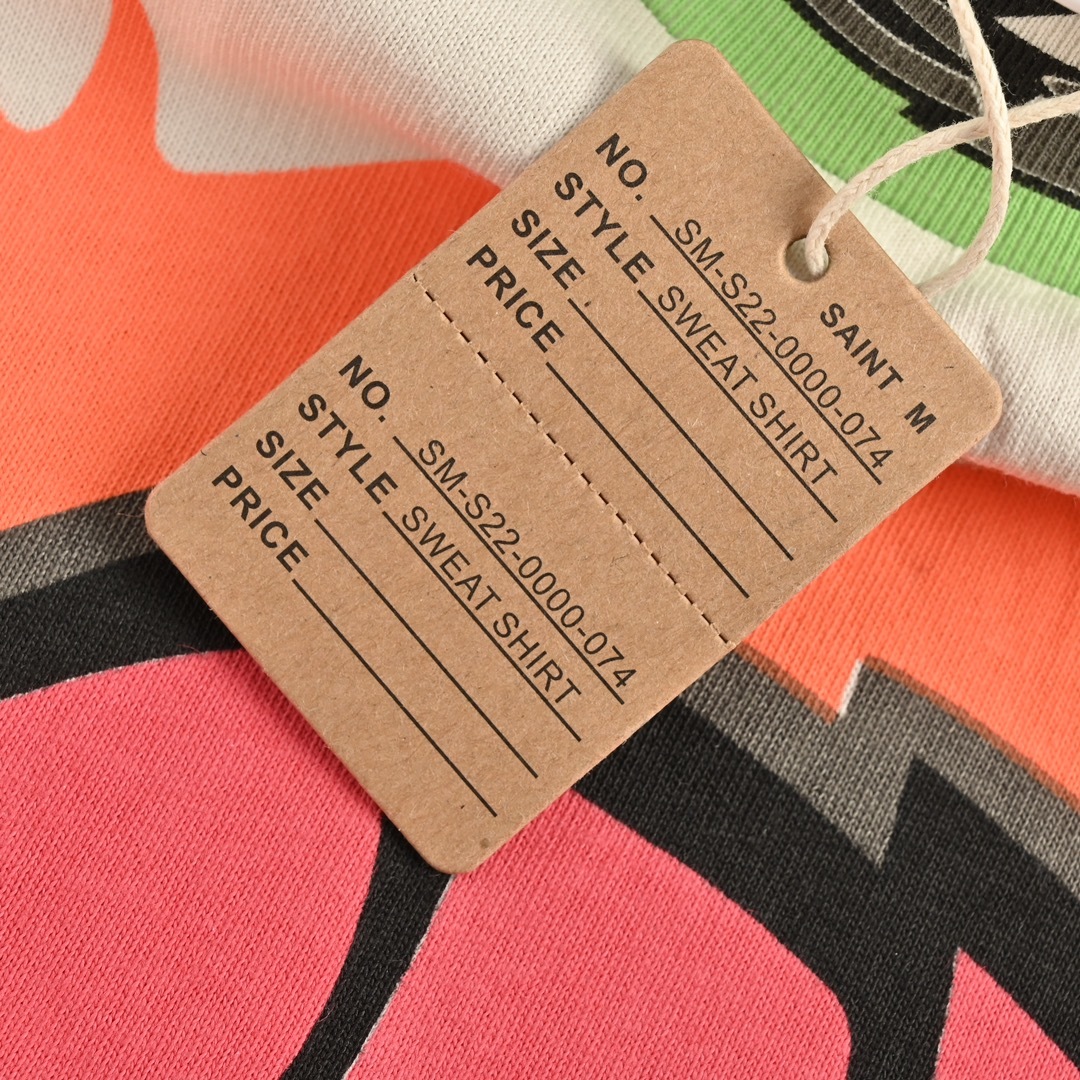 SAINT M
NO. SM-S22-0000-074
STYLE SWEAT SHIRT
SIZE
PRICE
NO. SM-S22-0000-074
STYLE SWEAT SHIRT
SIZE
PRICE